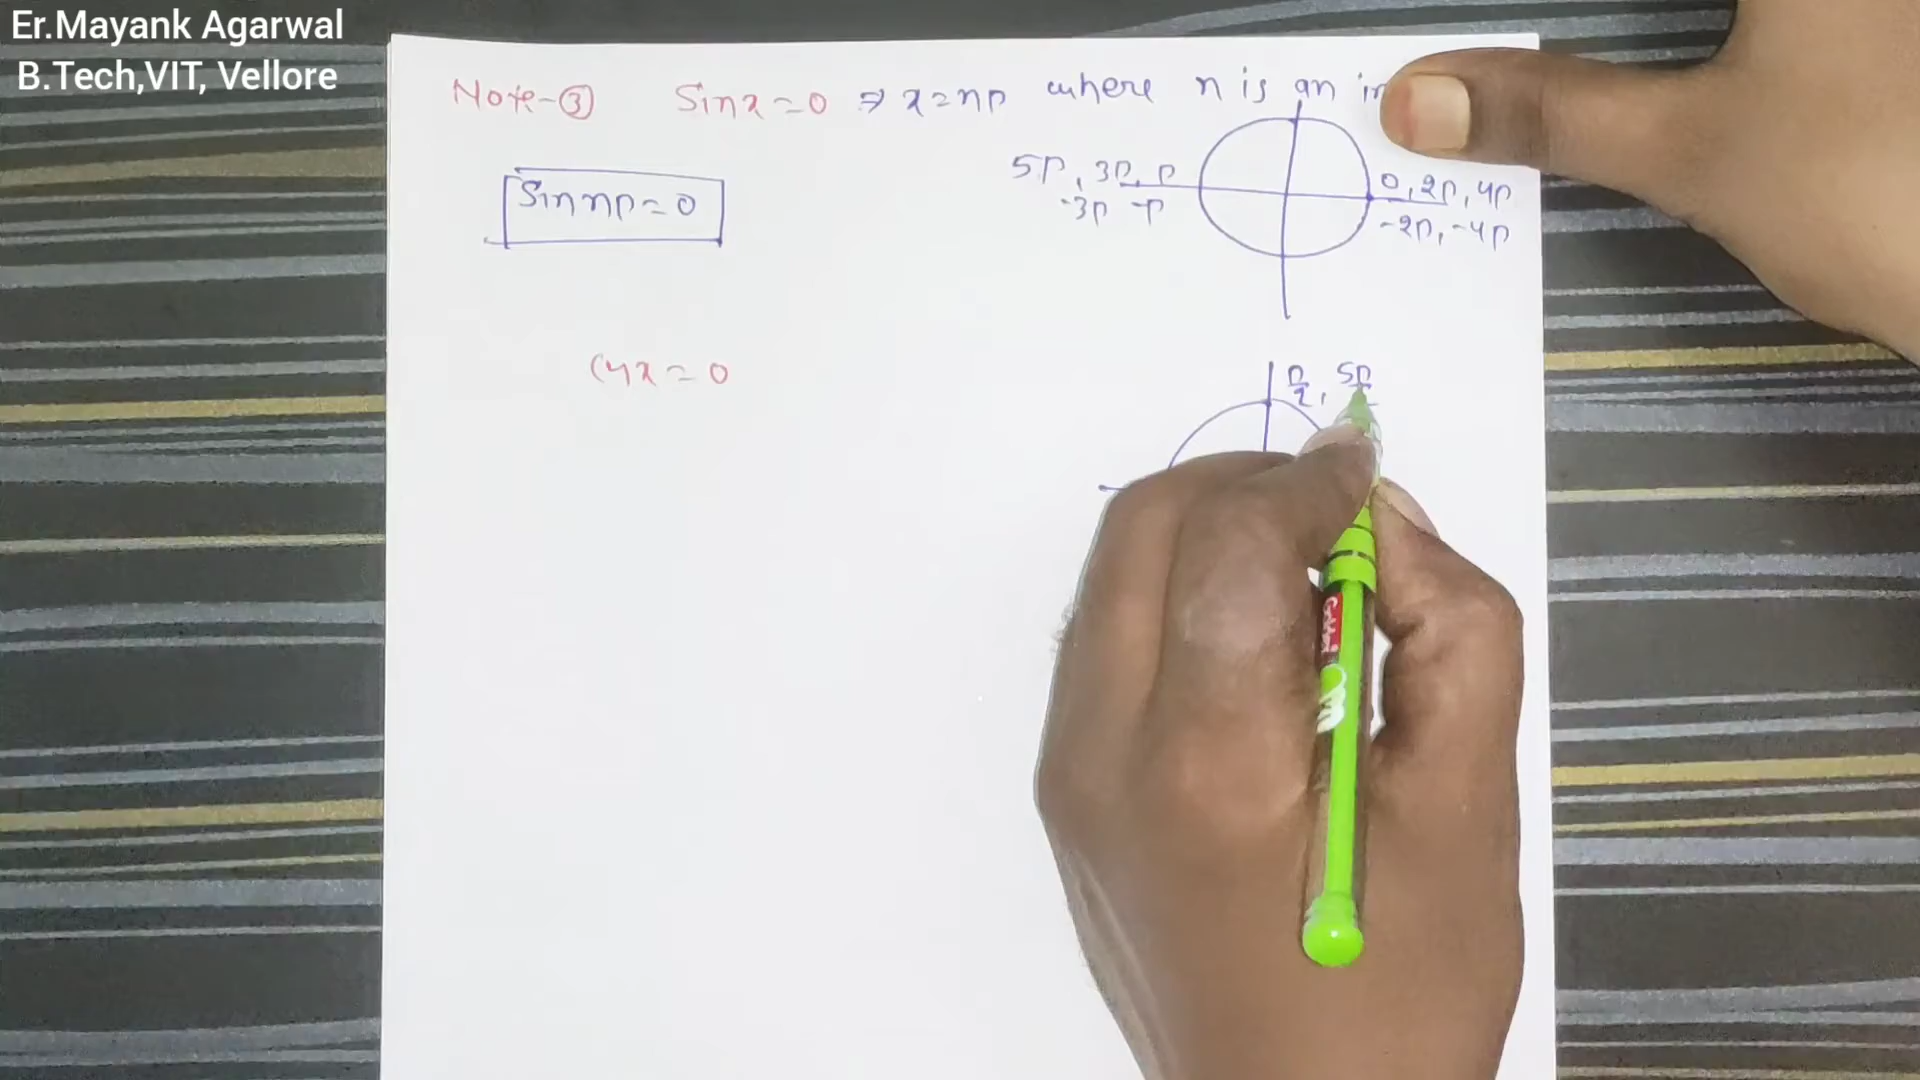 Er.Mayank Agarwal
B.Tech,VIT, Vellore
Note-③ Sinx=0 ⇒ x=nπ where n is an
Sin nπ=0
5π, 3π, π
-3π -π
0, 2π, 4π
-2π, -4π
Cosx=0
π/2, 5π